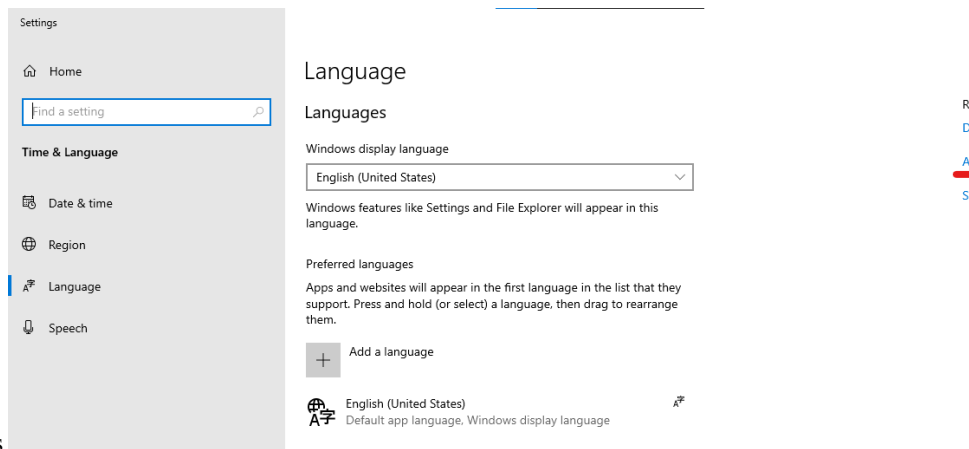 Settings
Home
Find a setting
Time & Language
Date & time
Region
Language
Speech
Language
Languages
Windows display language
English (United States)
Windows features like Settings and File Explorer will appear in this
language.
Preferred languages
Apps and websites will appear in the first language in the list that they
support. Press and hold (or select) a language, then drag to rearrange
them.
Add a language
English (United States)
Default app language, Windows display language
R
D
A
S